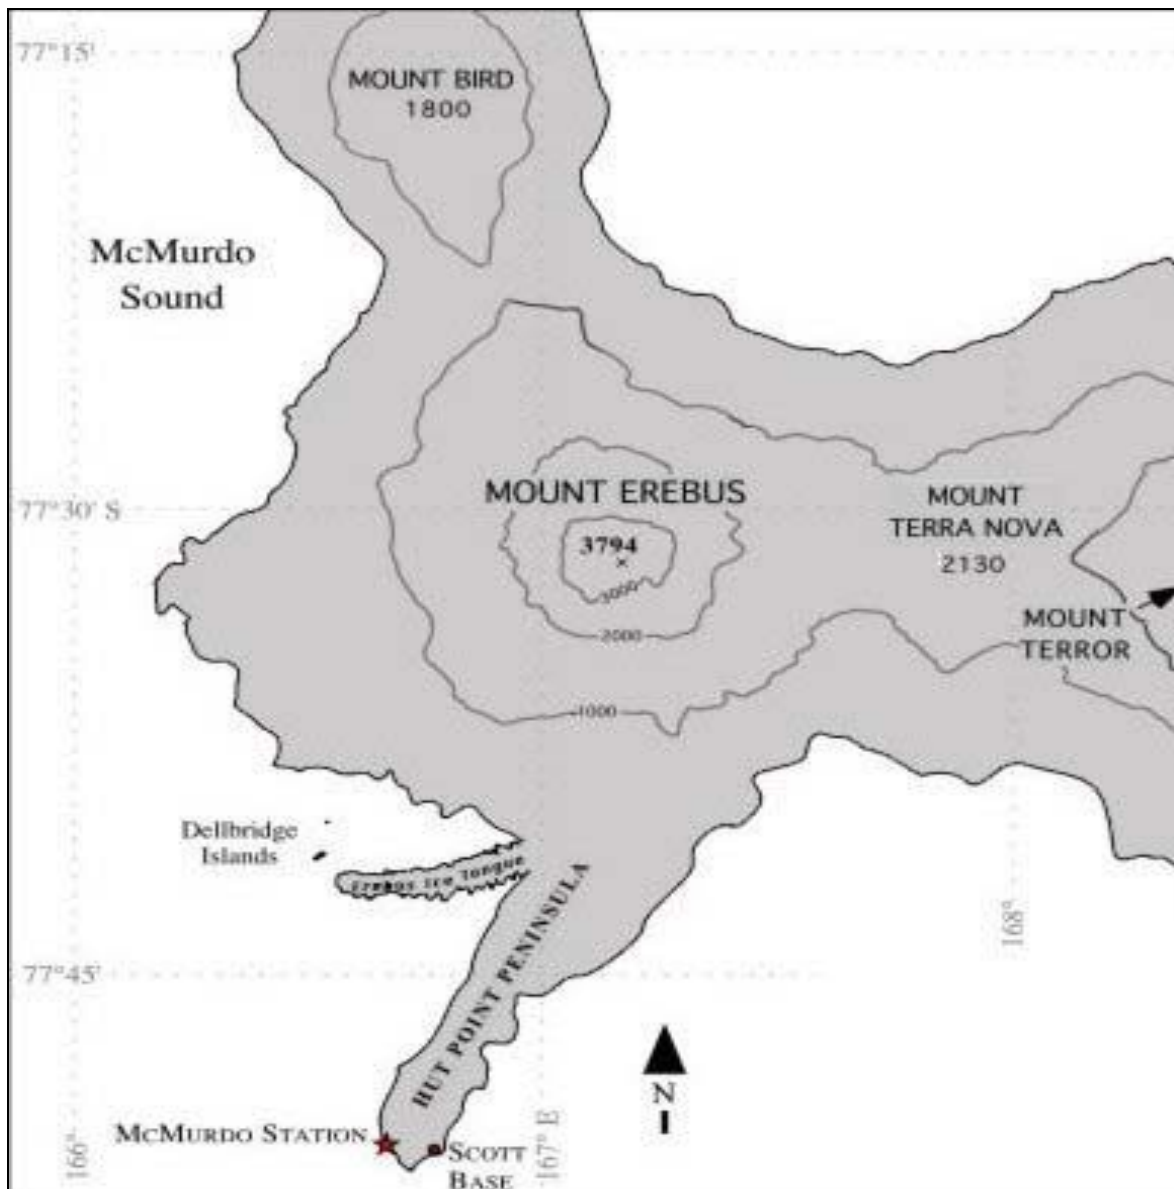 77°15'
MOUNT BIRD
1800
McMurdo
Sound
77°30' S
MOUNT EREBUS
3794
3000
2000
1000
MOUNT
TERRA NOVA
2130
MOUNT
TERROR
Dellbridge
Islands
Erebus Ice Tongue
HUT POINT PENINSULA
168°
77°45'
N
MCMURDO STATION
SCOTT
BASE
166°
167° E